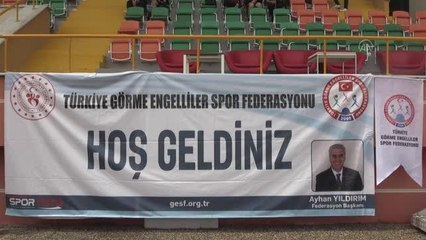 TÜRKİYE GÖRME ENGELLİLER SPOR FEDERASYONU
HOŞ GELDİNİZ
Ayhan YILDIRIM
Federasyon Başkanı
gesf.org.tr
SPOR
TÜRKİYE
GÖRME ENGELLİLER
SPOR FEDERASYONU